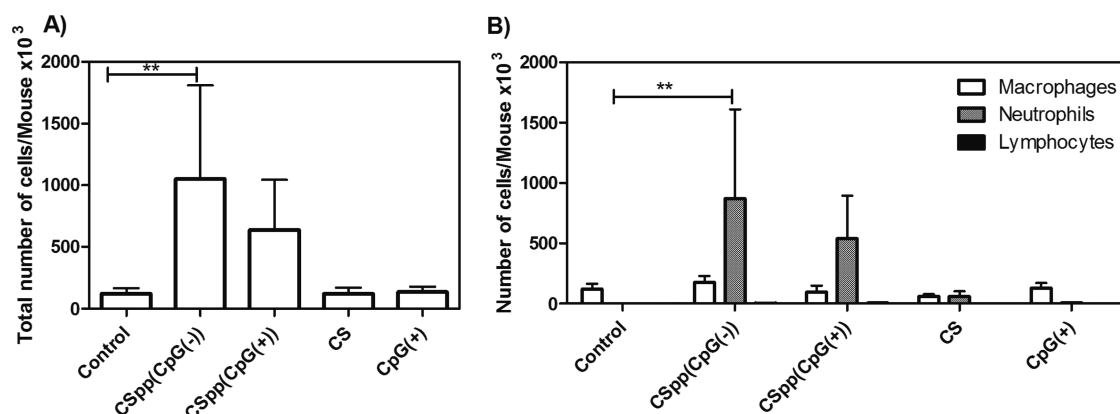 A)
Total number of cells/Mouse x10³
2000
1500
1000
500
0
**
Control
CSpp(CpG(-))
CSpp(CpG(+))
CS
CpG(+)
B)
Number of cells/Mouse x10³
2000
1500
1000
500
0
**
Macrophages
Neutrophils
Lymphocytes
Control
CSpp(CpG(-))
CSpp(CpG(+))
CS
CpG(+)